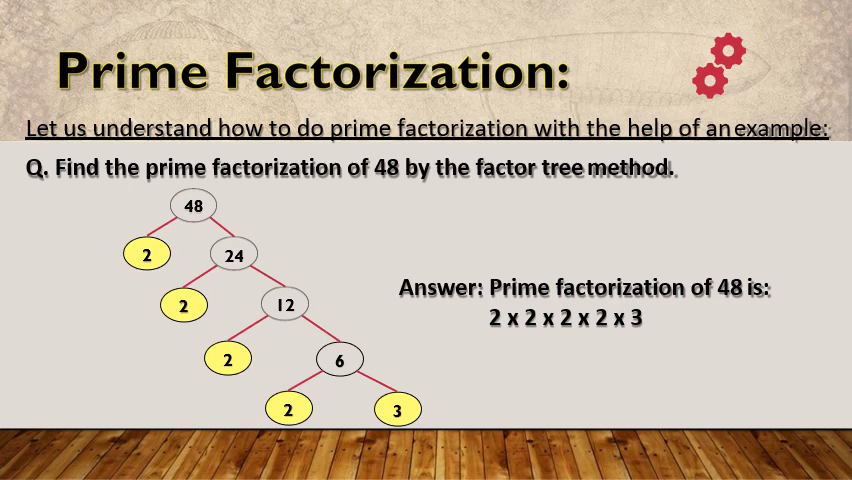 Prime Factorization:
Let us understand how to do prime factorization with the help of an example:
Q. Find the prime factorization of 48 by the factor tree method.
48
2 24
2 12
2 6
2 3
Answer: Prime factorization of 48 is:
2 x 2 x 2 x 2 x 3